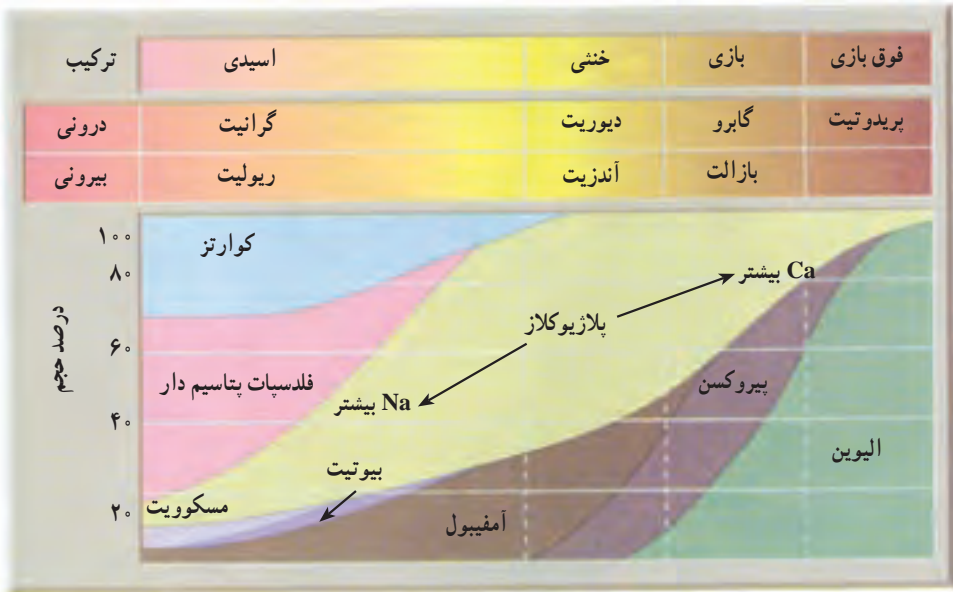 ترکیب اسیدی خنثی بازی فوق بازی
درونی گرانیت دیوریت گابرو پریدوتیت
بیرونی ریولیت آندزیت بازالت
درصد حجم
۱۰۰
۸۰
۶۰
۴۰
۲۰
کوارتز
Ca بیشتر
پلاژیوکلاز
فلدسپات پتاسیم دار
Na بیشتر
پیروکسن
الیوین
بیوتیت
مسکوویت
آمفیبول